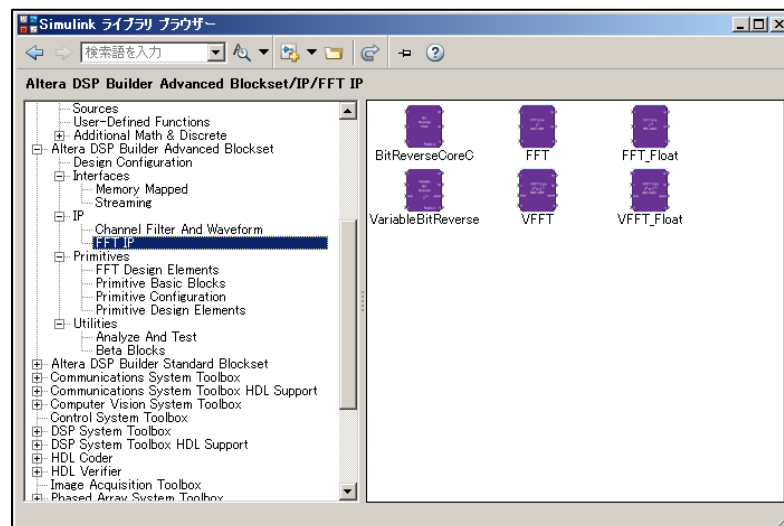 Simulink ライブラリ ブラウザー
検索語を入力
Altera DSP Builder Advanced Blockset/IP/FFT IP
Sources
User-Defined Functions
Additional Math & Discrete
Altera DSP Builder Advanced Blockset
Design Configuration
Interfaces
Memory Mapped
Streaming
IP
Channel Filter And Waveform
FFT IP
Primitives
FFT Design Elements
Primitive Basic Blocks
Primitive Configuration
Primitive Design Elements
Utilities
Analyze And Test
Beta Blocks
Altera DSP Builder Standard Blockset
Communications System Toolbox
Communications System Toolbox HDL Support
Computer Vision System Toolbox
Control System Toolbox
DSP System Toolbox
DSP System Toolbox HDL Support
HDL Coder
HDL Verifier
Image Acquisition Toolbox
Phased Array System Toolbox
BitReverseCoreC FFT FFT_Float
VariableBitReverse VFFT VFFT_Float